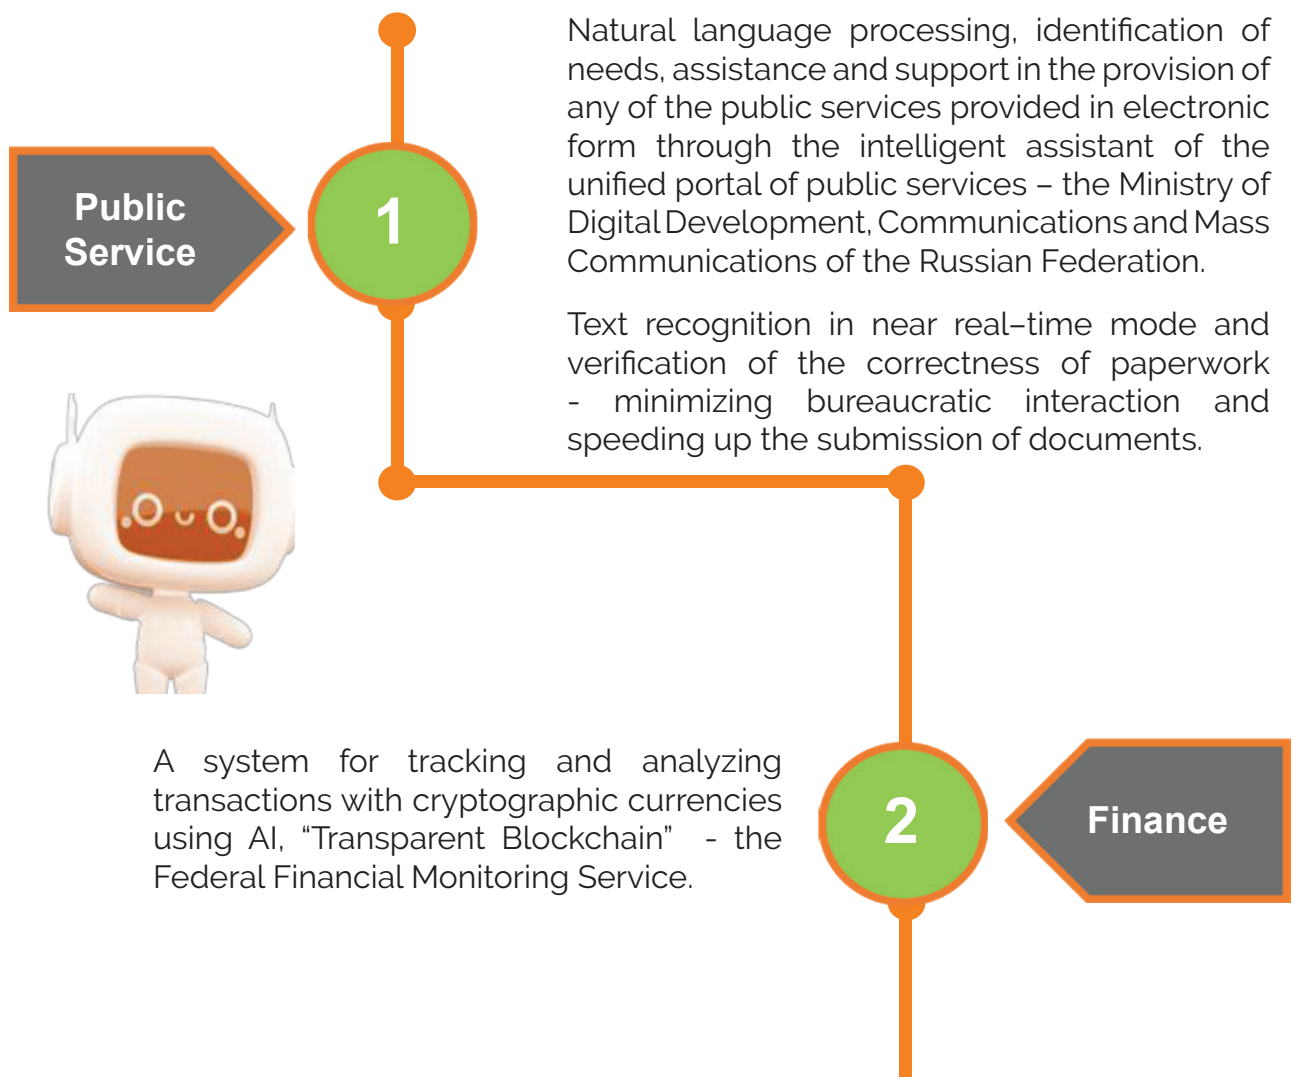 Natural language processing, identification of
needs, assistance and support in the provision of
any of the public services provided in electronic
form through the intelligent assistant of the
unified portal of public services – the Ministry of
Digital Development, Communications and Mass
Communications of the Russian Federation.
Public
Service
1
Text recognition in near real–time mode and
verification of the correctness of paperwork
- minimizing bureaucratic interaction and
speeding up the submission of documents.
A system for tracking and analyzing
transactions with cryptographic currencies
using AI, “Transparent Blockchain” - the
Federal Financial Monitoring Service.
2
Finance